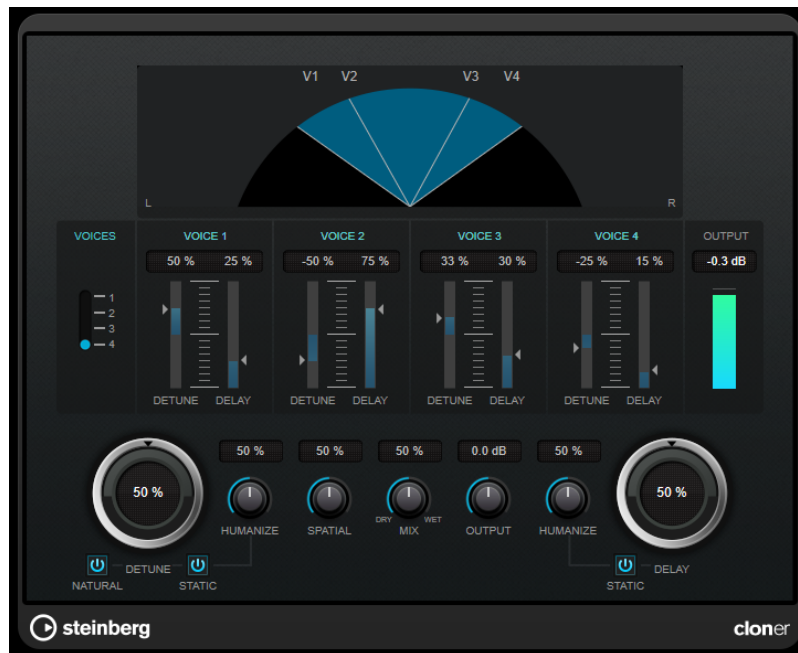 V1 V2 V3 V4
L R
VOICES VOICE 1 VOICE 2 VOICE 3 VOICE 4 OUTPUT
50 % 25 % -50 % 75 % 33 % 30 % -25 % 15 % -0.3 dB
1
2
3
4
DETUNE DELAY DETUNE DELAY DETUNE DELAY DETUNE DELAY
50 % 50 % 50 % 0.0 dB 50 %
50 % 50 %
DRY WET
HUMANIZE SPATIAL MIX OUTPUT HUMANIZE
DETUNE DELAY
NATURAL STATIC STATIC
steinberg cloner